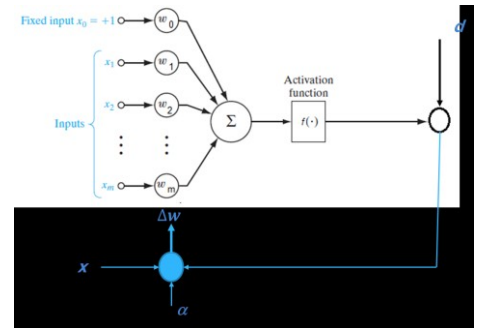 Fixed input x₀ = +1
w₀
d
x₁
w₁
Activation
function
x₂
w₂
Σ
f(·)
Inputs
xₘ
wₘ
Δw
x
α